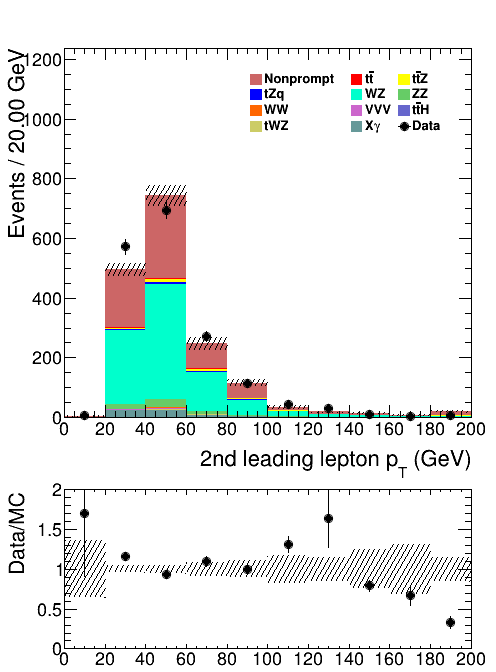 Events / 20.00 GeV
1200
1000
800
600
400
200
0
Nonprompt tt̄ tt̄Z
tZq WZ ZZ
WW VVV tt̄H
tWZ Xγ Data
0 20 40 60 80 100 120 140 160 180 200
2nd leading lepton p_T (GeV)
Data/MC
2
1.5
1
0.5
0
0 20 40 60 80 100 120 140 160 180 200